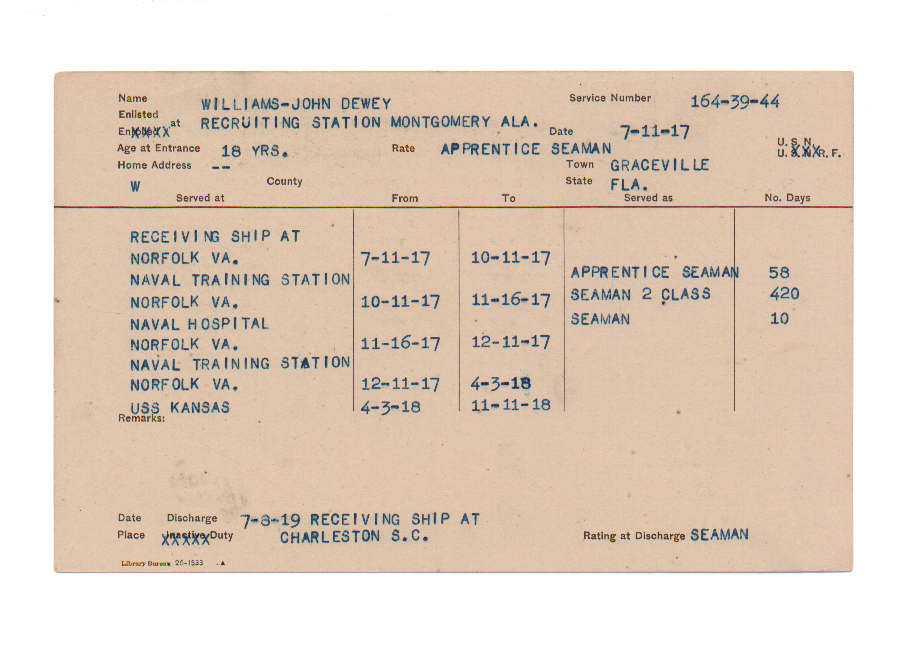 Name WILLIAMS-JOHN DEWEY Service Number 164-39-44
Enlisted
at RECRUITING STATION MONTGOMERY ALA. Date 7-11-17
Age at Entrance 18 YRS. Rate APPRENTICE SEAMAN U. S. N.
U. S. N. R. F.
Home Address -- Town GRACEVILLE
W County State FLA.
Served at From To Served as No. Days
RECEIVING SHIP AT
NORFOLK VA. 7-11-17 10-11-17
APPRENTICE SEAMAN 58
NAVAL TRAINING STATION
SEAMAN 2 CLASS 420
NORFOLK VA. 10-11-17 11-16-17
NAVAL HOSPITAL SEAMAN 10
NORFOLK VA. 11-16-17 12-11-17
NAVAL TRAINING STATION
NORFOLK VA. 12-11-17 4-3-18
USS KANSAS 4-3-18 11-11-18
Remarks:
Date Discharge 7-8-19 RECEIVING SHIP AT
Place Inactive Duty CHARLESTON S.C. Rating at Discharge SEAMAN
Library Bureau 26-1533